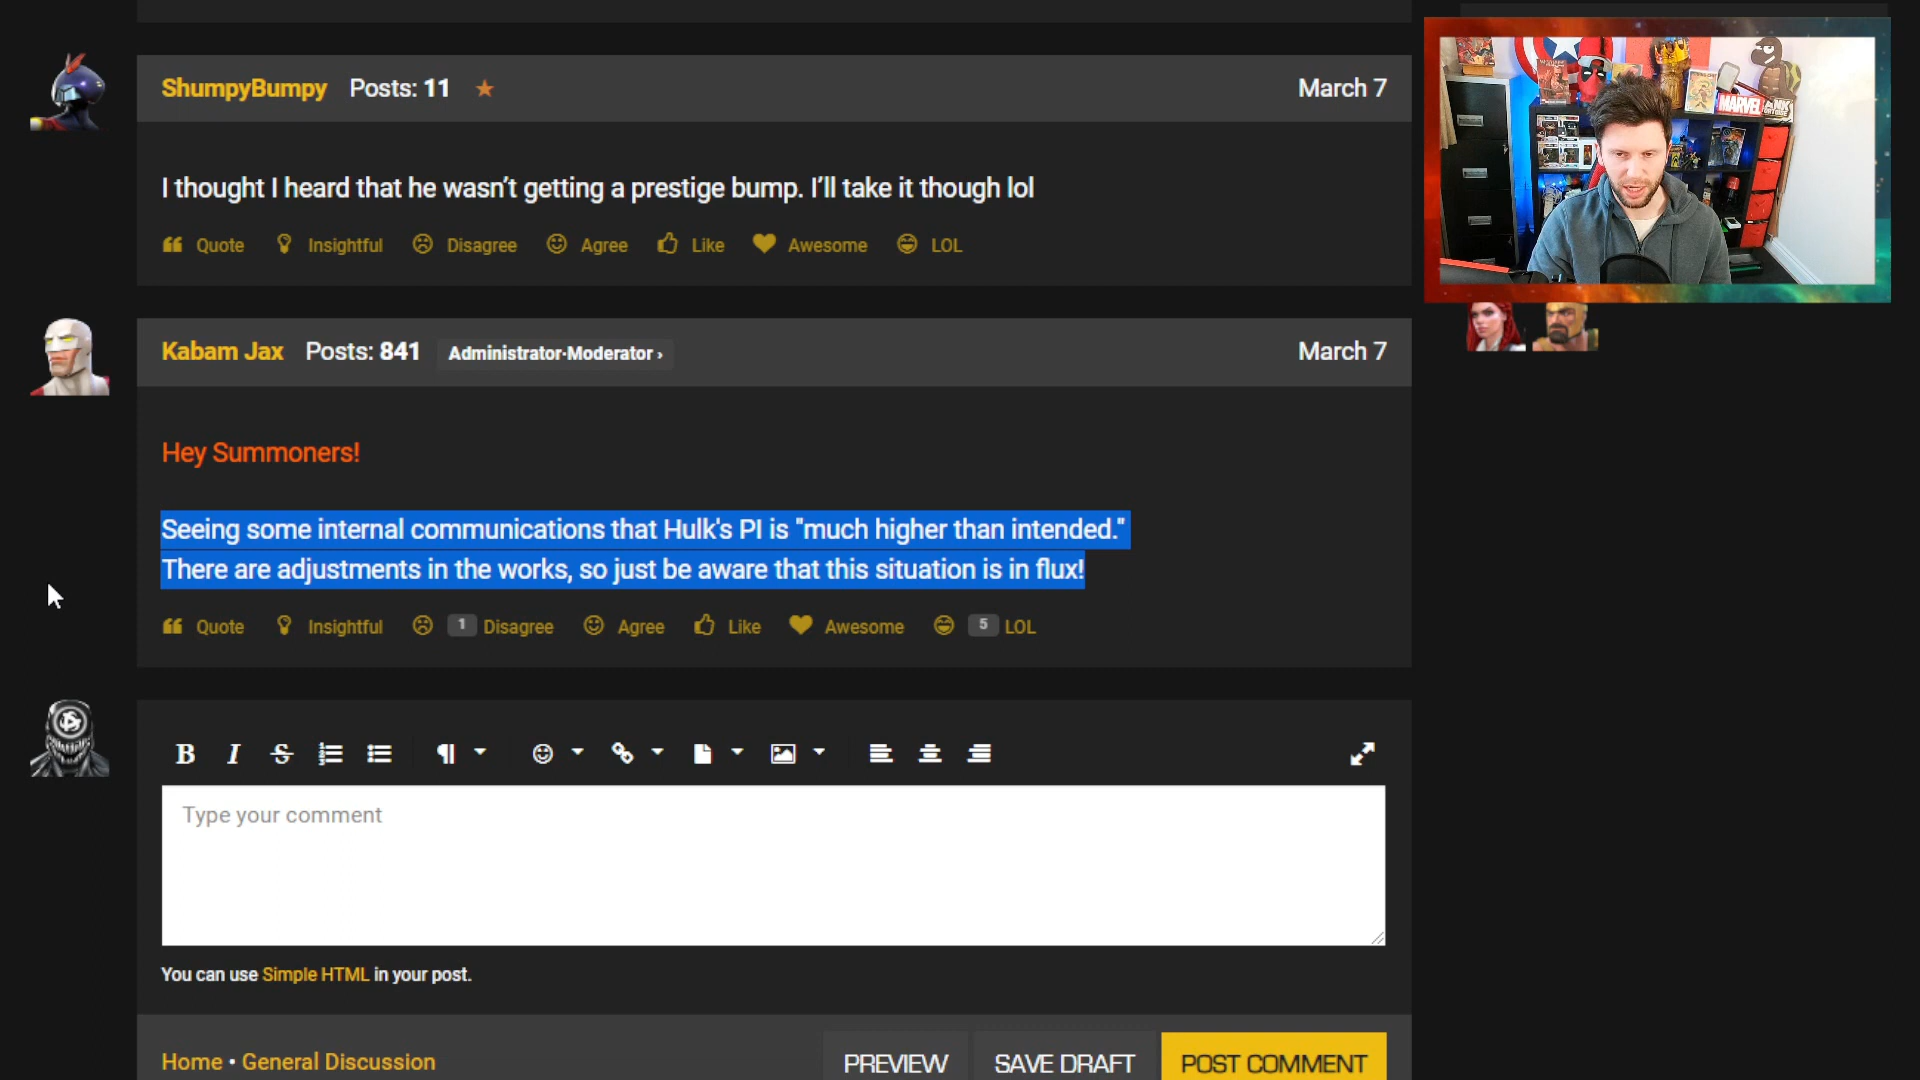 ShumpyBumpy Posts: 11 March 7
I thought I heard that he wasn't getting a prestige bump. I'll take it though lol
Quote Insightful Disagree Agree Like Awesome LOL
MARVEL
Kabam Jax Posts: 841 Administrator·Moderator › March 7
Hey Summoners!
Seeing some internal communications that Hulk's PI is "much higher than intended."
There are adjustments in the works, so just be aware that this situation is in flux!
Quote Insightful 1 Disagree Agree Like Awesome 5 LOL
B I S
Type your comment
You can use Simple HTML in your post.
Home • General Discussion PREVIEW SAVE DRAFT POST COMMENT